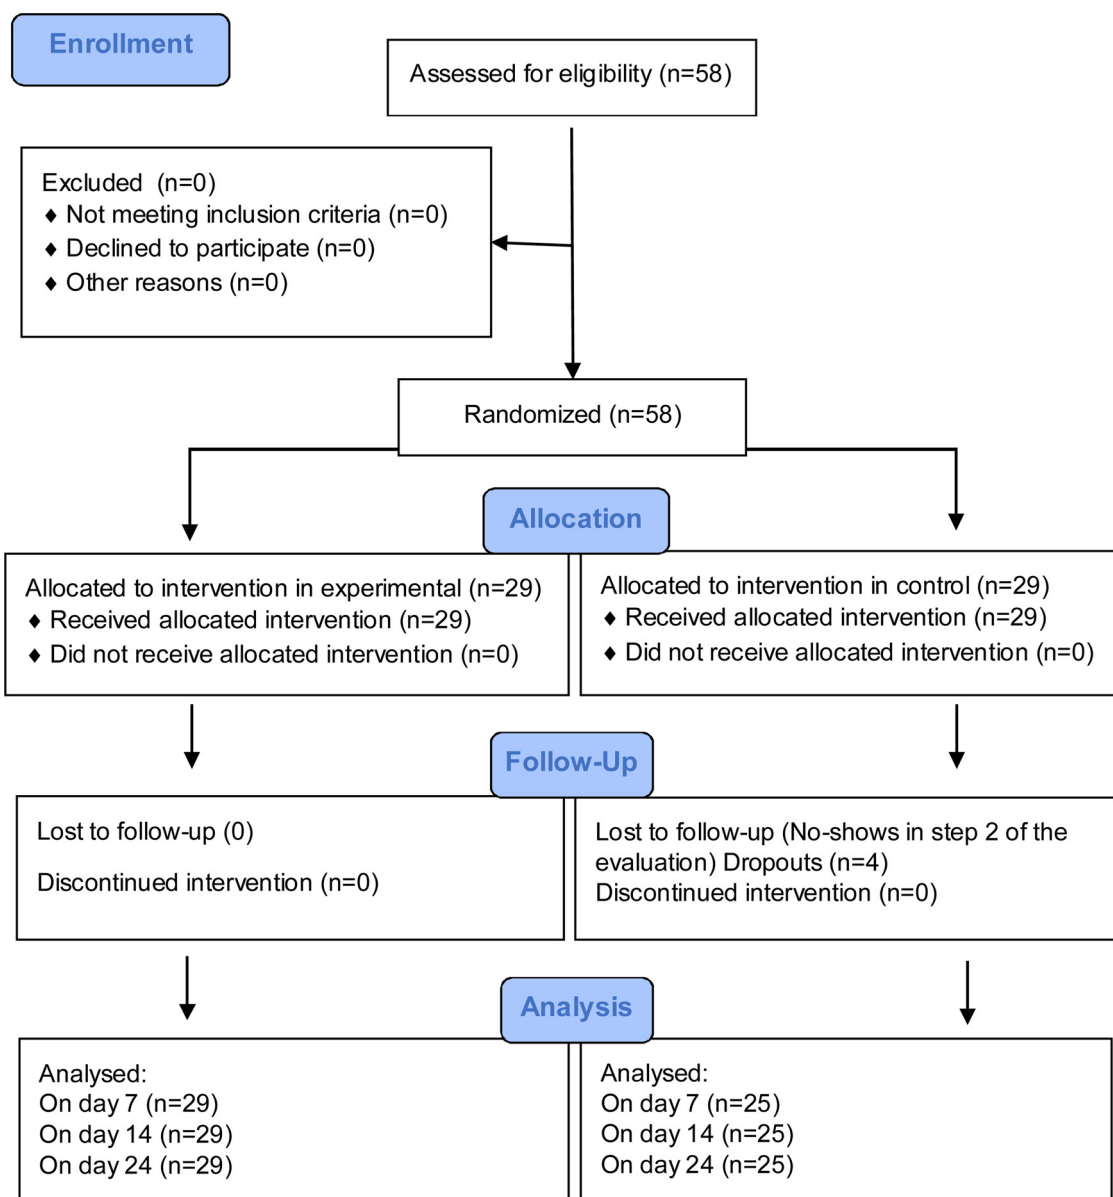 Enrollment
Assessed for eligibility (n=58)
Excluded  (n=0)
♦ Not meeting inclusion criteria (n=0)
♦ Declined to participate (n=0)
♦ Other reasons (n=0)
Randomized (n=58)
Allocation
Allocated to intervention in experimental (n=29)
♦ Received allocated intervention (n=29)
♦ Did not receive allocated intervention (n=0)
Allocated to intervention in control (n=29)
♦ Received allocated intervention (n=29)
♦ Did not receive allocated intervention (n=0)
Follow-Up
Lost to follow-up (0)
Discontinued intervention (n=0)
Lost to follow-up (No-shows in step 2 of the
evaluation) Dropouts (n=4)
Discontinued intervention (n=0)
Analysis
Analysed:
On day 7 (n=29)
On day 14 (n=29)
On day 24 (n=29)
Analysed:
On day 7 (n=25)
On day 14 (n=25)
On day 24 (n=25)